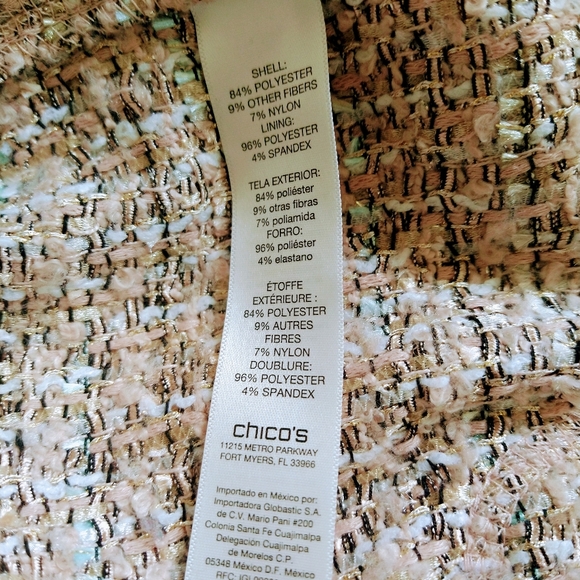 SHELL:
84% POLYESTER
9% OTHER FIBERS
7% NYLON
LINING:
96% POLYESTER
4% SPANDEX
TELA EXTERIOR:
84% poliéster
9% otras fibras
7% poliamida
FORRO:
96% poliéster
4% elastano
ÉTOFFE
EXTÉRIEURE :
84% POLYESTER
9% AUTRES
FIBRES
7% NYLON
DOUBLURE:
96% POLYESTER
4% SPANDEX
chico's
11215 METRO PARKWAY
FORT MYERS, FL 33966
Importado en México por:
Importadora Globastic S.A.
de C.V. Mario Pani #200
Colonia Santa Fe Cuajimalpa
Delegación Cuajimalpa
de Morelos C.P.
05348 México D.F. México
RFC: